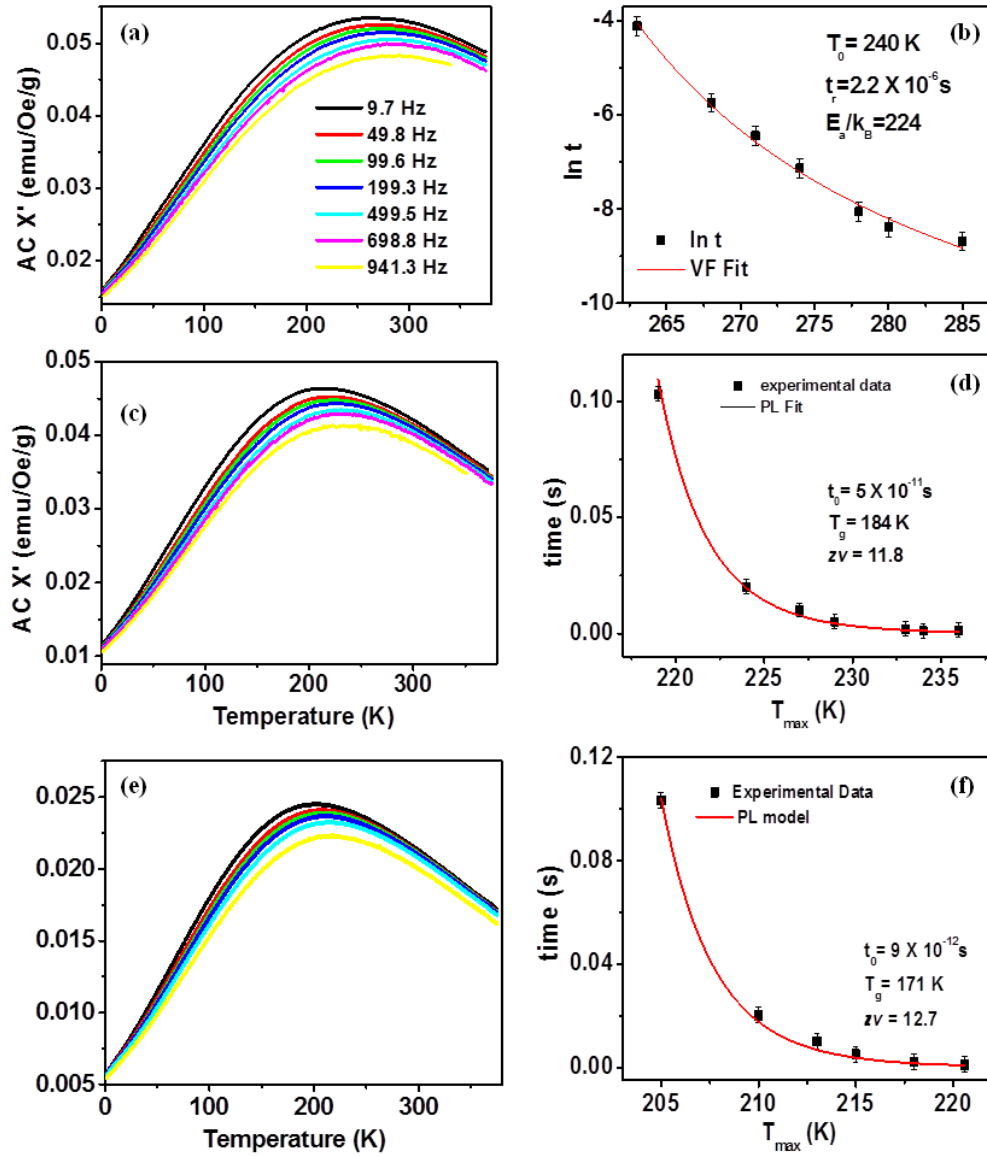 (a)
AC X' (emu/Oe/g)
0.05
0.04
0.03
0.02
9.7 Hz
49.8 Hz
99.6 Hz
199.3 Hz
499.5 Hz
698.8 Hz
941.3 Hz
0 100 200 300
(b)
ln t
-4
-6
-8
-10
T₀ = 240 K
tᵣ=2.2 X 10⁻⁶s
Eₐ/k_B=224
ln t
VF Fit
265 270 275 280 285
(c)
AC X' (emu/Oe/g)
0.05
0.04
0.03
0.02
0.01
0 100 200 300
Temperature (K)
(d)
time (s)
0.10
0.05
0.00
experimental data
PL Fit
t₀= 5 X 10⁻¹¹s
T_g = 184 K
zv = 11.8
220 225 230 235
T_max (K)
(e)
0.025
0.020
0.015
0.010
0.005
0 100 200 300
Temperature (K)
(f)
time (s)
0.12
0.08
0.04
0.00
Experimental Data
PL model
t₀= 9 X 10⁻¹²s
T_g = 171 K
zv = 12.7
205 210 215 220
T_max (K)